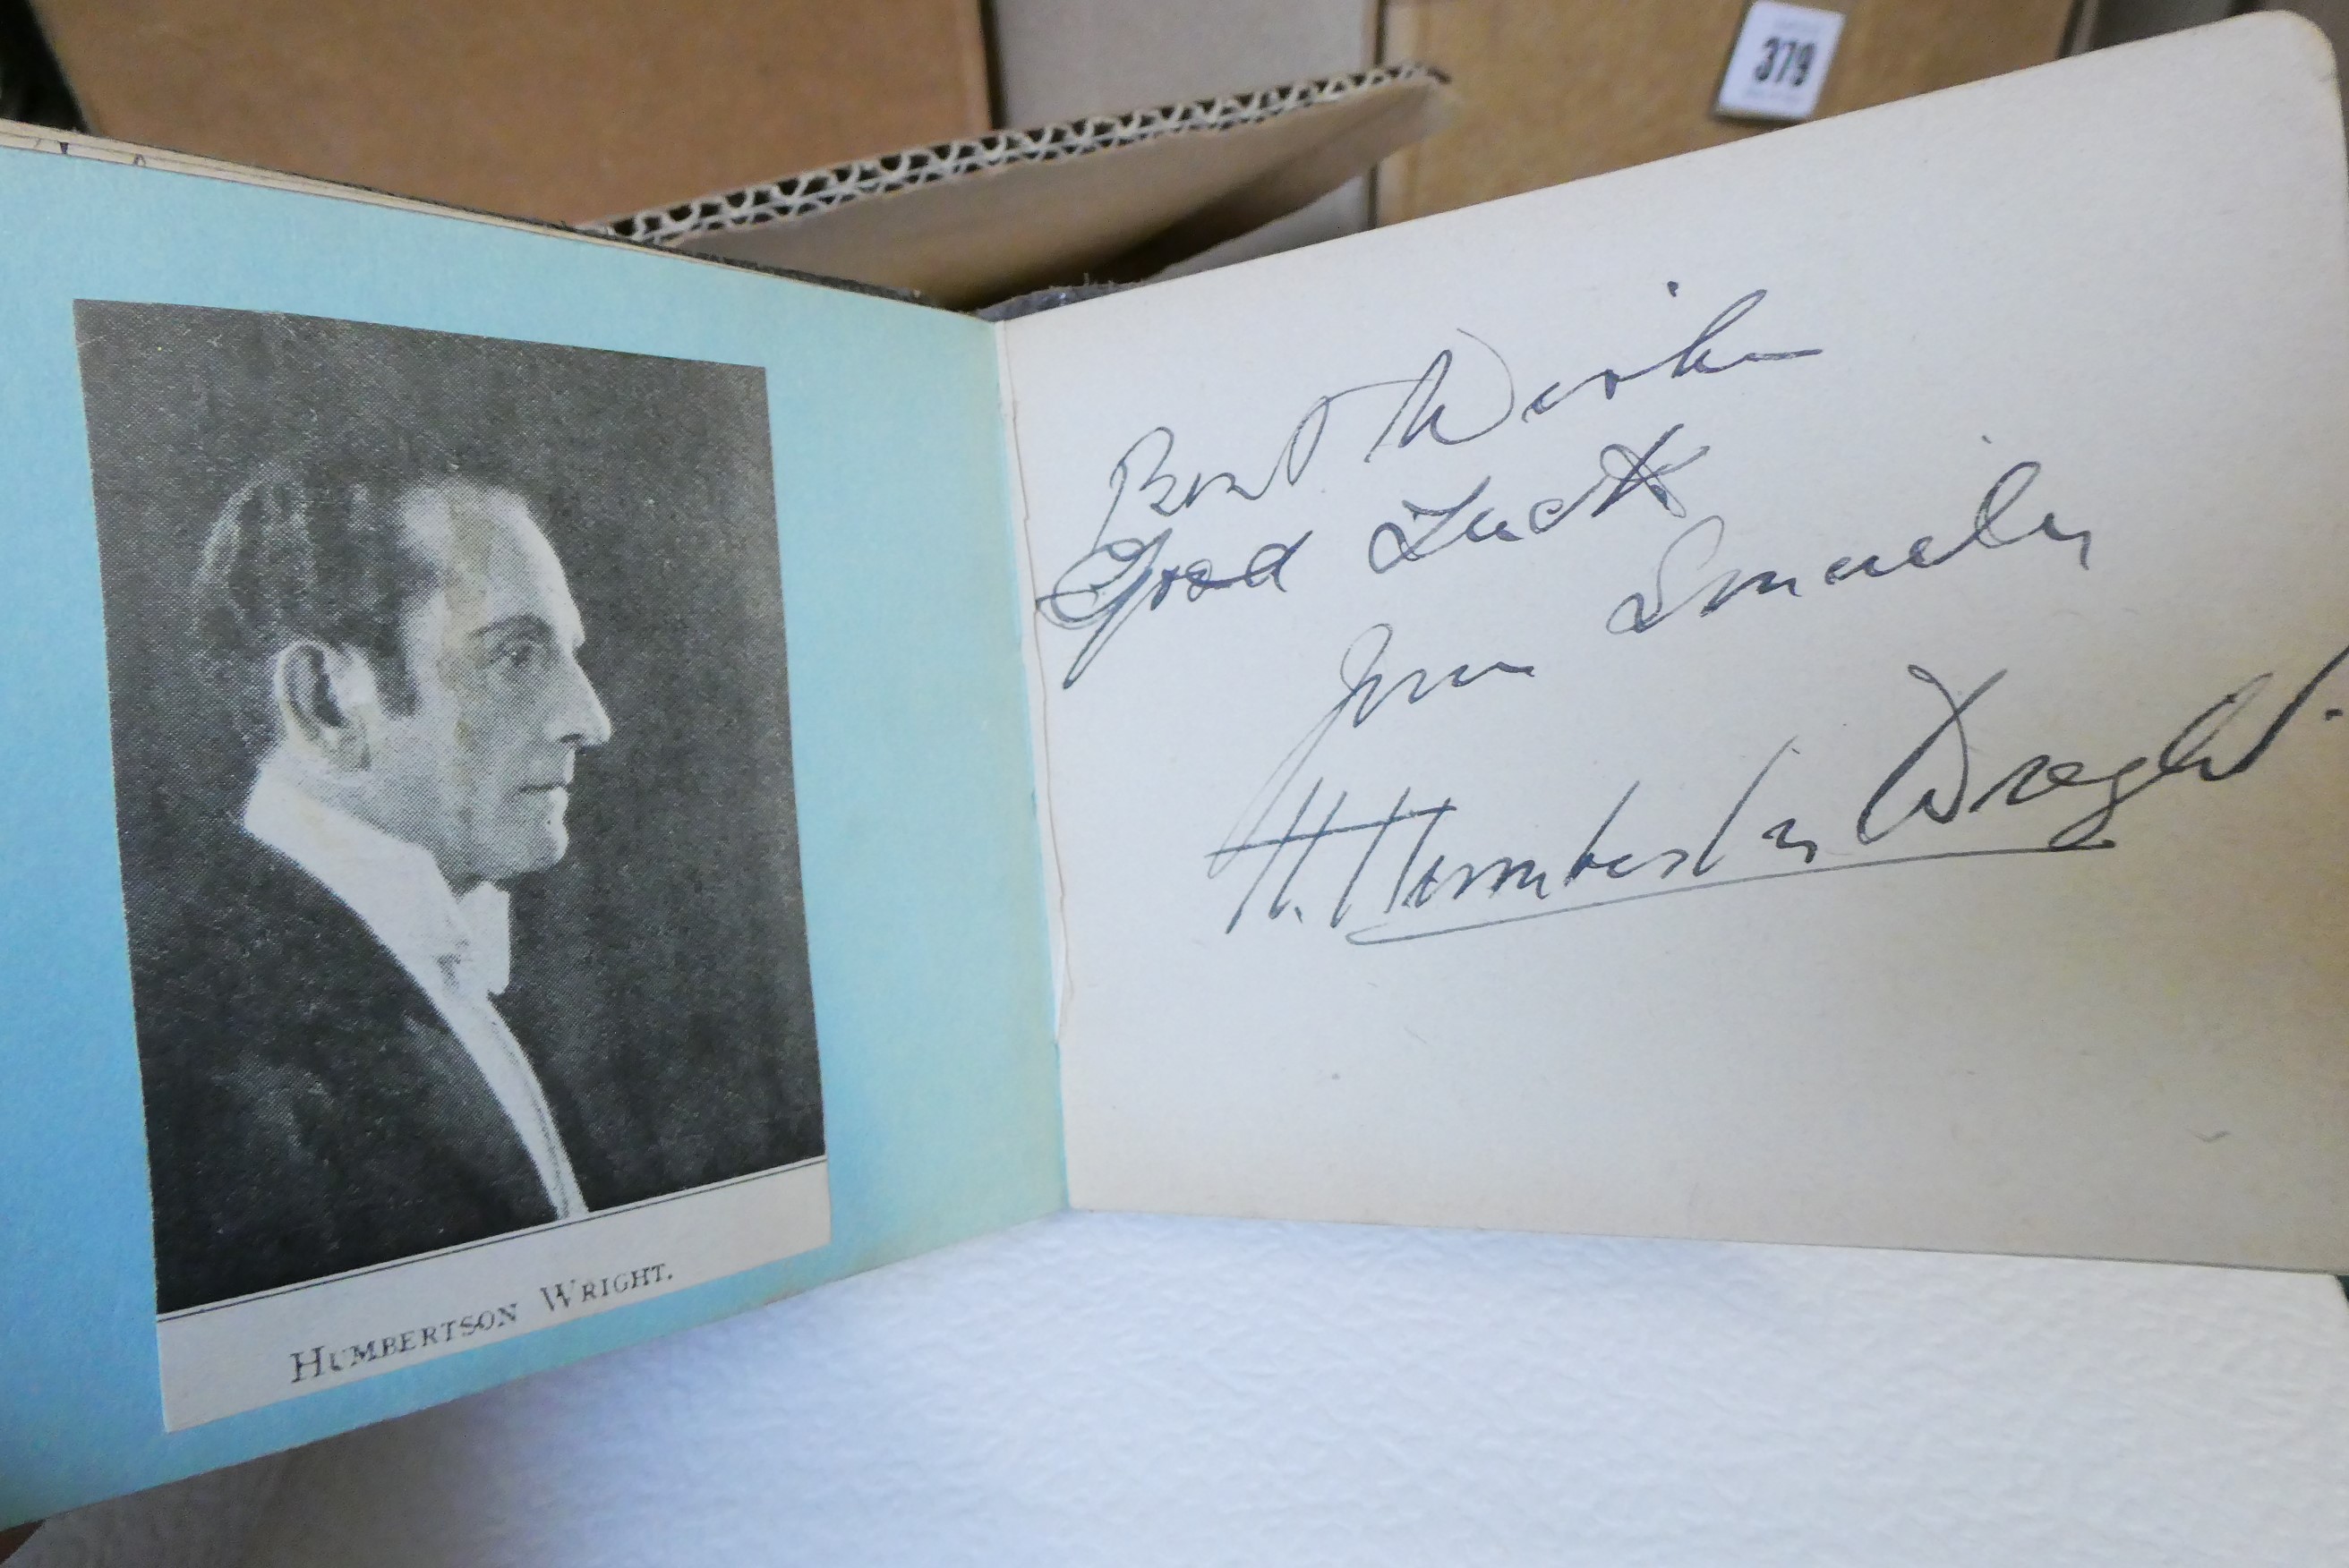 379
HUMBERTSON WRIGHT.
Best Wishes
Good Luck
Yours Sincerely
H. Humberston Wright.